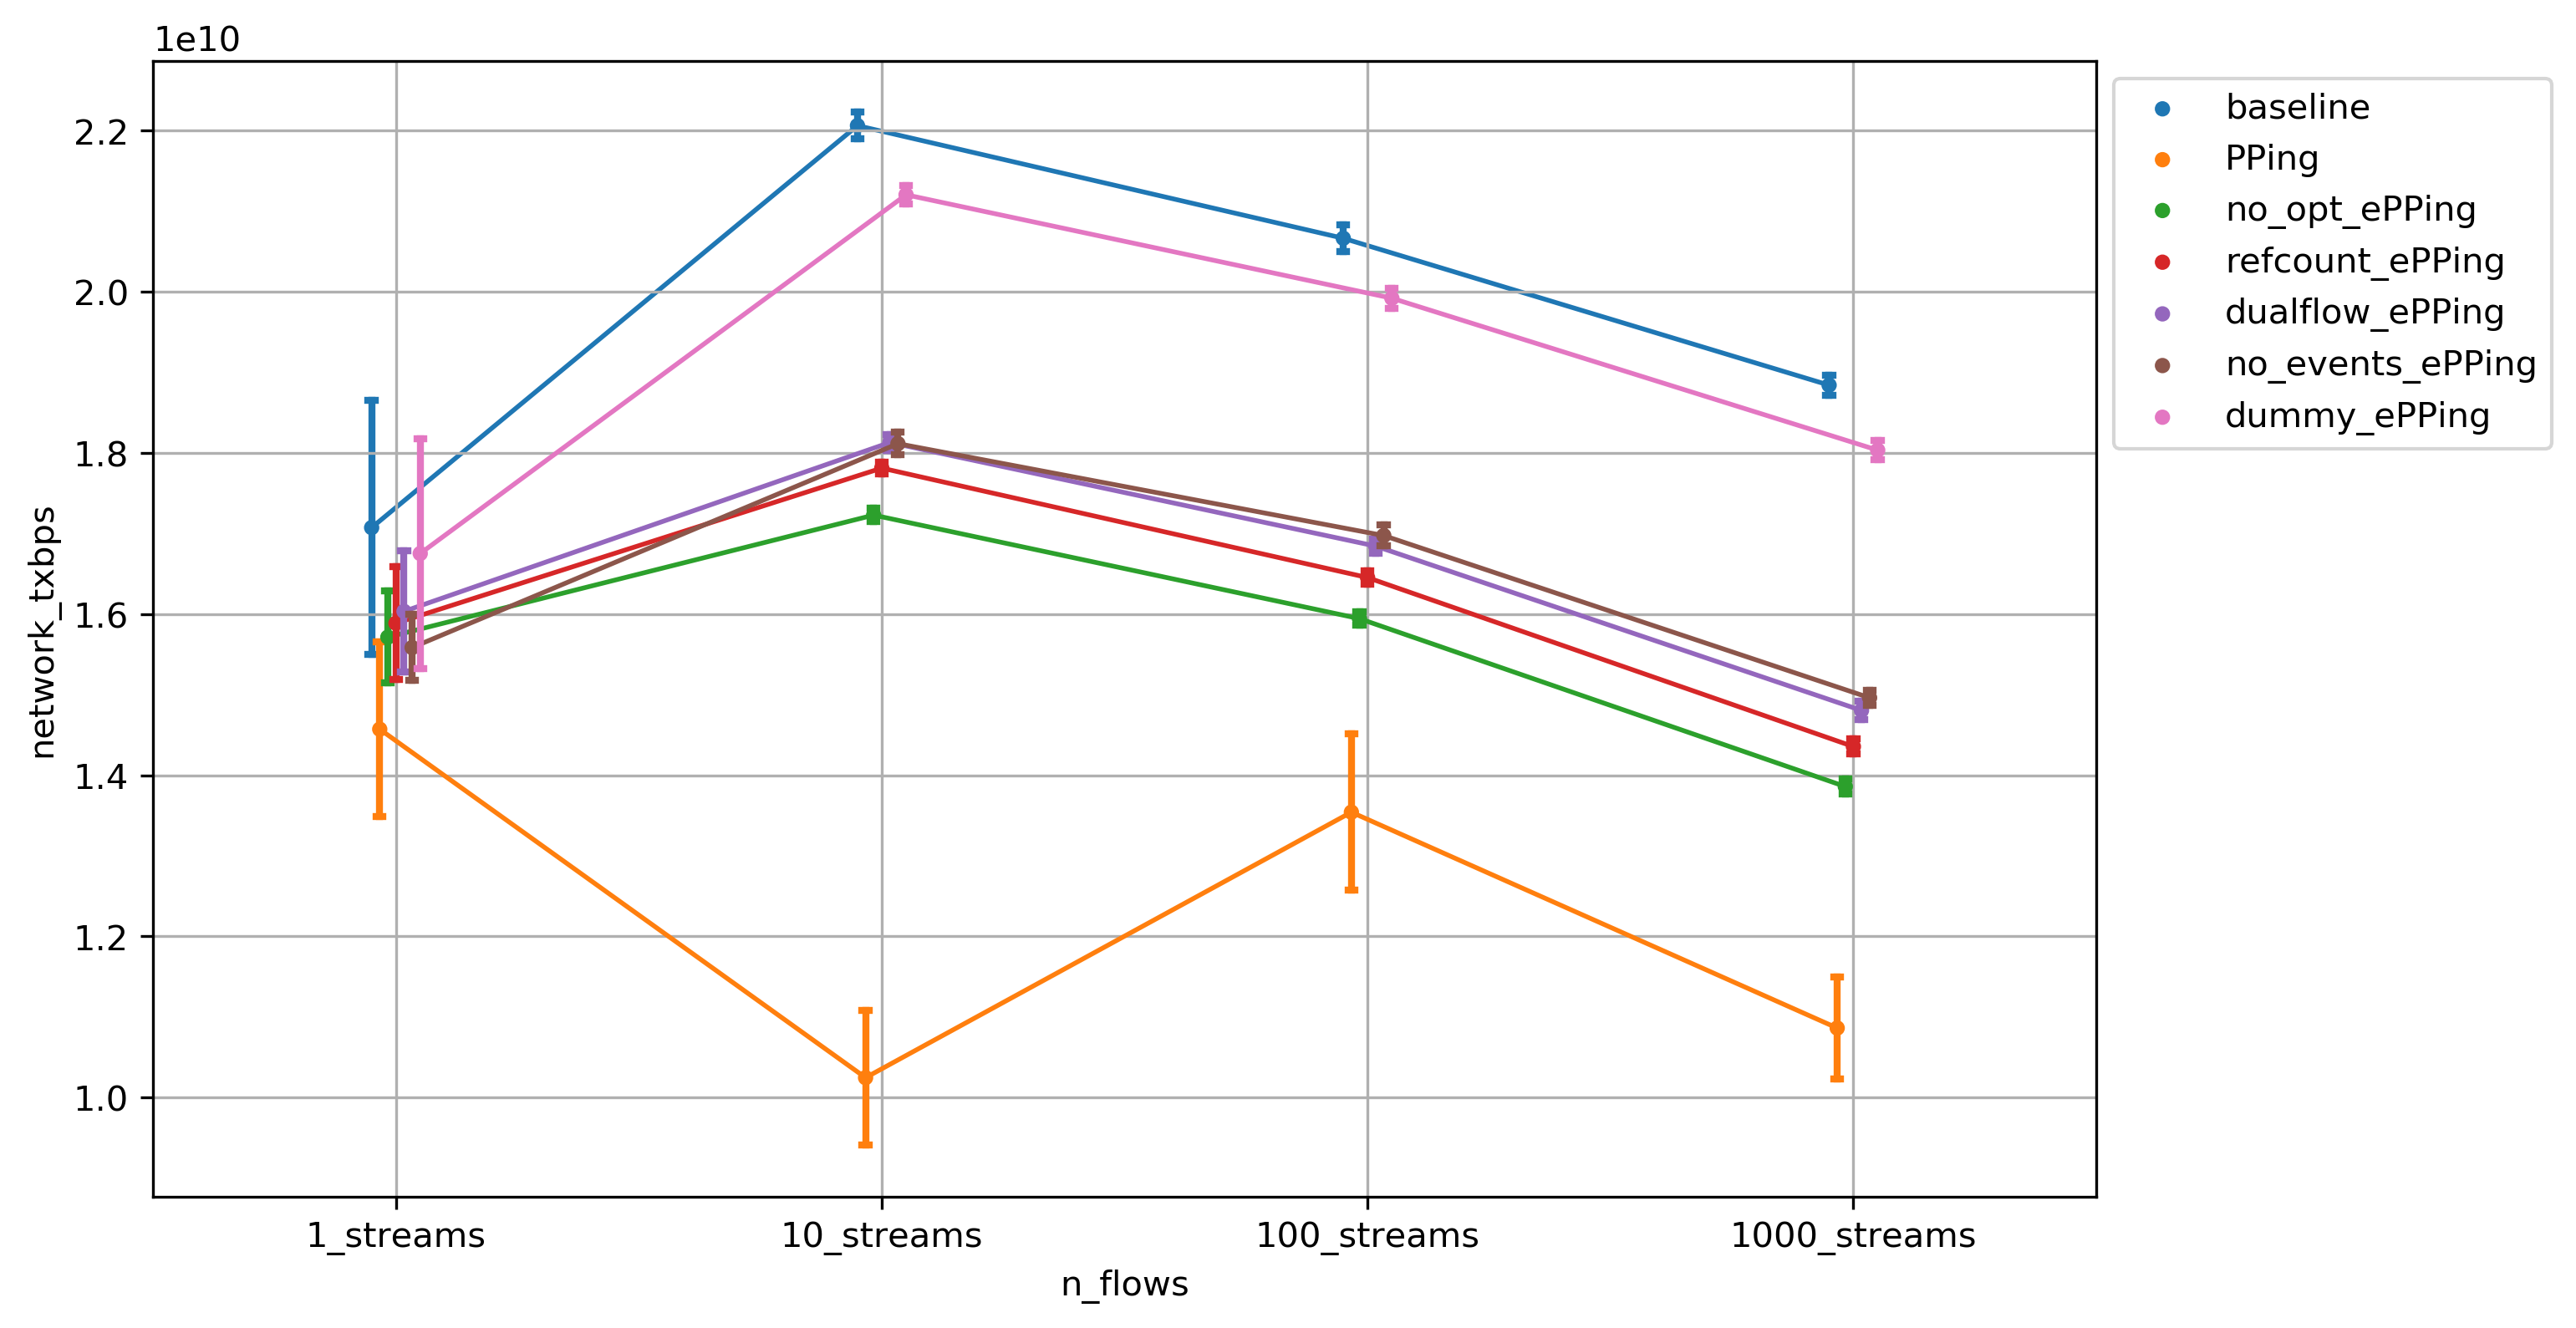 1e10
2.2
2.0
1.8
1.6
1.4
1.2
1.0
network_txbps
1_streams
10_streams
100_streams
1000_streams
n_flows
baseline
PPing
no_opt_ePPing
refcount_ePPing
dualflow_ePPing
no_events_ePPing
dummy_ePPing